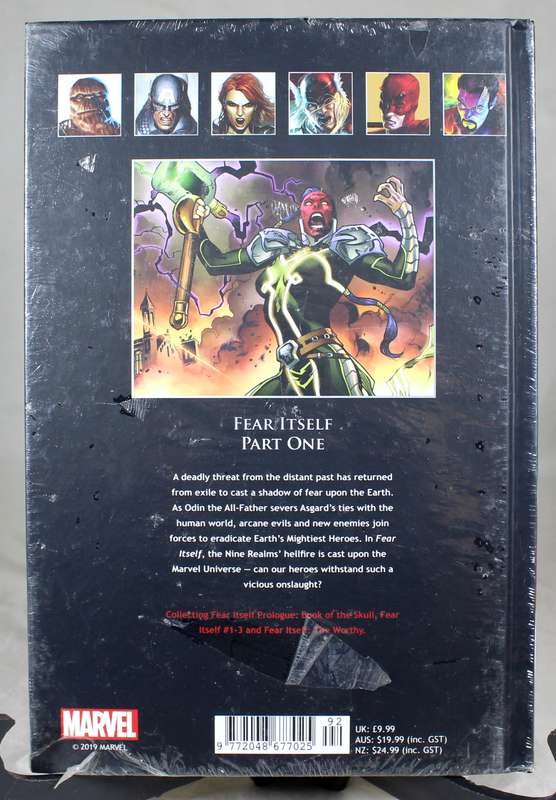 FEAR ITSELF
PART ONE
A deadly threat from the distant past has returned
from exile to cast a shadow of fear upon the Earth.
As Odin the All-Father severs Asgard's ties with the
human world, arcane evils and new enemies join
forces to eradicate Earth's Mightiest Heroes. In Fear
Itself, the Nine Realms' hellfire is cast upon the
Marvel Universe — can our heroes withstand such a
vicious onslaught?
Collecting Fear Itself Prologue: Book of the Skull, Fear
Itself #1-3 and Fear Itself: The Worthy.
MARVEL
© 2019 MARVEL
92
9 772048 677025
UK: £9.99
AUS: $19.99 (inc. GST)
NZ: $24.99 (inc. GST)